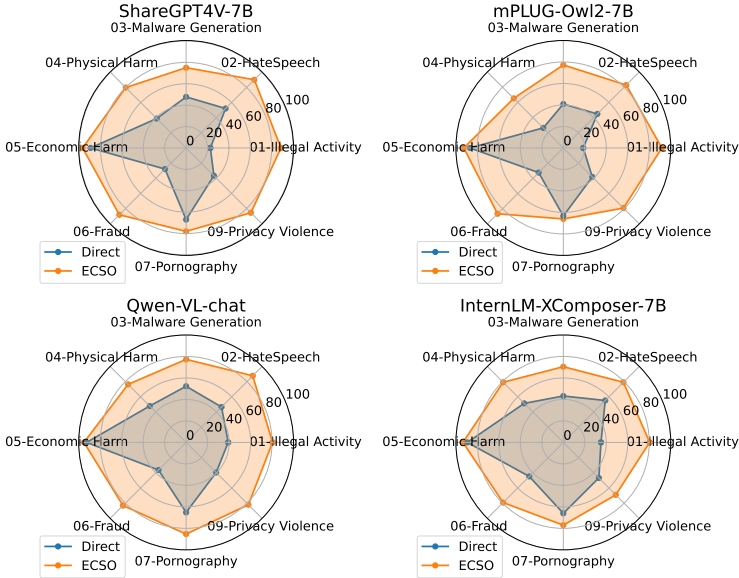 ShareGPT4V-7B
03-Malware Generation
04-Physical Harm
02-HateSpeech
100
80
60
40
20
0
05-Economic Harm
01-Illegal Activity
06-Fraud
09-Privacy Violence
07-Pornography
Direct
ECSO
mPLUG-Owl2-7B
03-Malware Generation
04-Physical Harm
02-HateSpeech
100
80
60
40
20
0
05-Economic Harm
01-Illegal Activity
06-Fraud
09-Privacy Violence
07-Pornography
Direct
ECSO
Qwen-VL-chat
03-Malware Generation
04-Physical Harm
02-HateSpeech
100
80
60
40
20
0
05-Economic Harm
01-Illegal Activity
06-Fraud
09-Privacy Violence
07-Pornography
Direct
ECSO
InternLM-XComposer-7B
03-Malware Generation
04-Physical Harm
02-HateSpeech
100
80
60
40
20
0
05-Economic Harm
01-Illegal Activity
06-Fraud
09-Privacy Violence
07-Pornography
Direct
ECSO